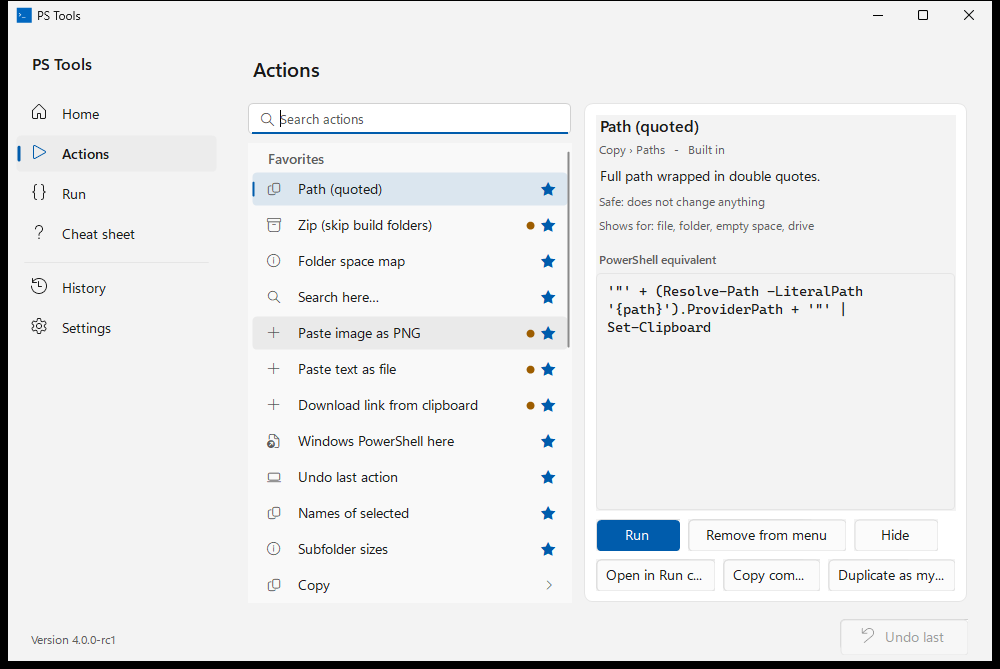 PS Tools
PS Tools
Home
Actions
Run
Cheat sheet
History
Settings
Version 4.0.0-rc1
Actions
Search actions
Favorites
Path (quoted)
Zip (skip build folders)
Folder space map
Search here...
Paste image as PNG
Paste text as file
Download link from clipboard
Windows PowerShell here
Undo last action
Names of selected
Subfolder sizes
Copy
Path (quoted)
Copy › Paths - Built in
Full path wrapped in double quotes.
Safe: does not change anything
Shows for: file, folder, empty space, drive
PowerShell equivalent
'"' + (Resolve-Path -LiteralPath
'{path}').ProviderPath + '"' |
Set-Clipboard
Run
Remove from menu
Hide
Open in Run c...
Copy com...
Duplicate as my...
Undo last